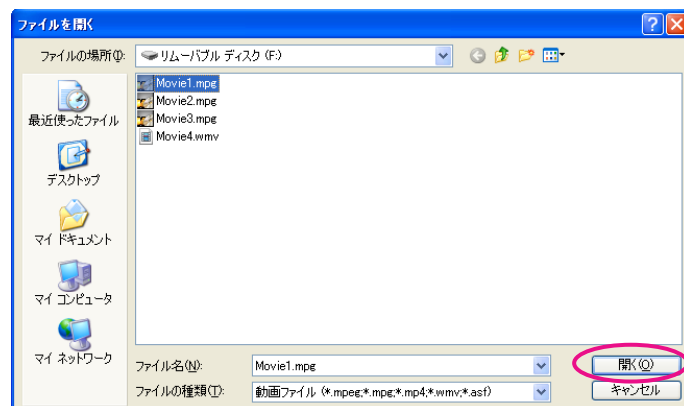 ファイルを開く
ファイルの場所(I):
リムーバブル ディスク (F:)
最近使ったファイル
デスクトップ
マイ ドキュメント
マイ コンピュータ
マイ ネットワーク
Movie1.mpg
Movie2.mpg
Movie3.mpg
Movie4.wmv
ファイル名(N):
Movie1.mpg
開く(O)
ファイルの種類(T):
動画ファイル (*.mpeg;*.mpg;*.mp4;*.wmv;*.asf)
キャンセル